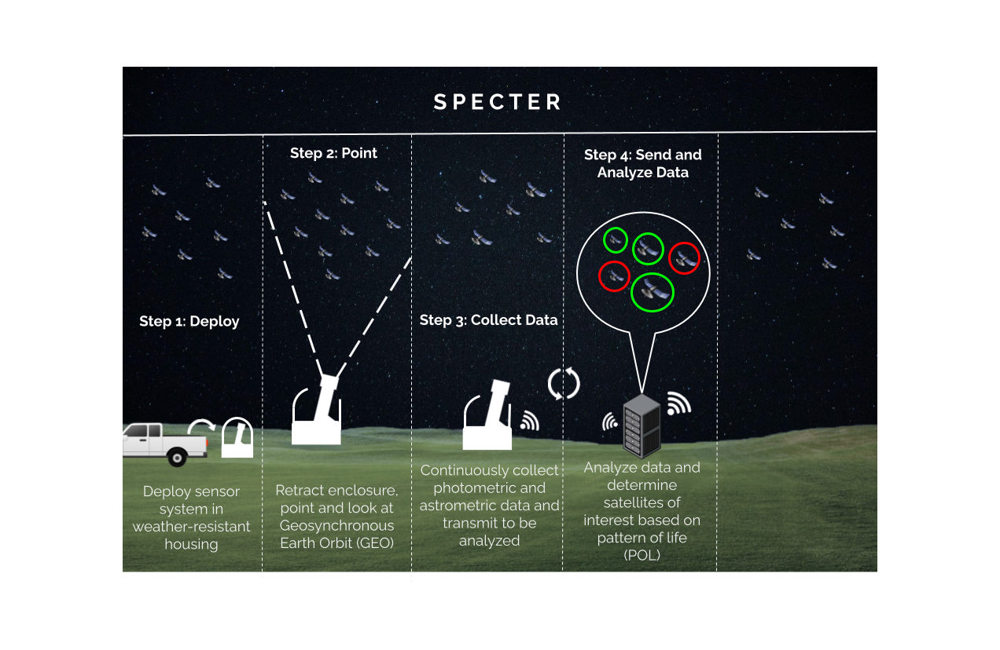 SPECTER
Step 1: Deploy
Deploy sensor
system in
weather-resistant
housing
Step 2: Point
Retract enclosure,
point and look at
Geosynchronous
Earth Orbit (GEO)
Step 3: Collect Data
Continuously collect
photometric and
astrometric data and
transmit to be
analyzed
Step 4: Send and
Analyze Data
Analyze data and
determine
satellites of
interest based on
pattern of life
(POL)